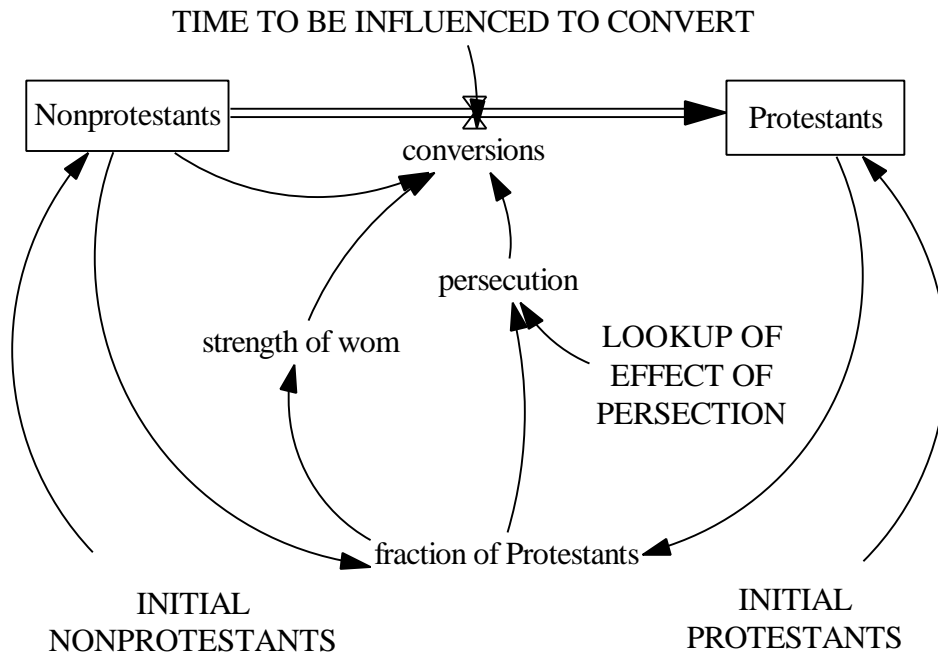 TIME TO BE INFLUENCED TO CONVERT
Nonprotestants
Protestants
conversions
persecution
strength of wom
LOOKUP OF
EFFECT OF
PERSECTION
fraction of Protestants
INITIAL
NONPROTESTANTS
INITIAL
PROTESTANTS